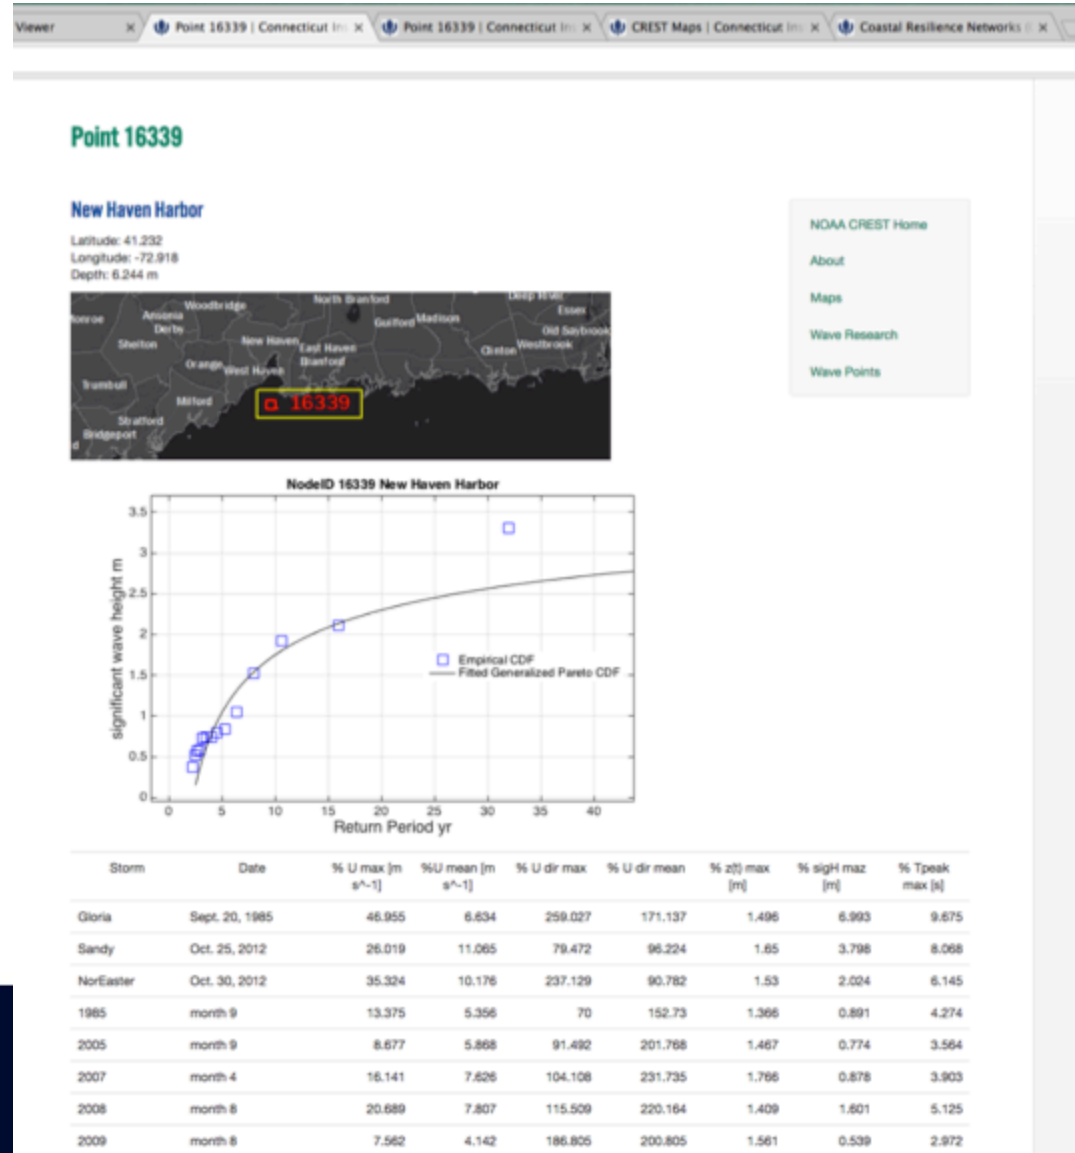 Viewer
Point 16339 | Connecticut In
Point 16339 | Connecticut In
CREST Maps | Connecticut Ins
Coastal Resilience Networks
Point 16339
New Haven Harbor
Latitude: 41.232
Longitude: -72.918
Depth: 6.244 m
NOAA CREST Home
About
Maps
Wave Research
Wave Points
Woodbridge
North Branford
Deep River
Essex
Ansonia
Derby
Guilford
Madison
Old Saybrook
Shelton
New Haven
East Haven
Clinton
Westbrook
Orange
West Haven
Branford
Trumbull
Milford
16339
Stratford
Bridgeport
NodeID 16339 New Haven Harbor
significant wave height m
3.5
3
2.5
2
1.5
1
0.5
0
Empirical CDF
Fitted Generalized Pareto CDF
0 5 10 15 20 25 30 35 40
Return Period yr
Storm Date % U max [m s^-1] %U mean [m s^-1] % U dir max % U dir mean % z(t) max [m] % sigH maz [m] % Tpeak max [s]
Gloria Sept. 20, 1985 46.955 6.634 259.027 171.137 1.496 6.993 9.675
Sandy Oct. 25, 2012 26.019 11.065 79.472 96.224 1.65 3.798 8.068
NorEaster Oct. 30, 2012 35.324 10.176 237.129 90.782 1.53 2.024 6.145
1985 month 9 13.375 5.356 70 152.73 1.366 0.891 4.274
2005 month 9 8.677 5.868 91.492 201.768 1.467 0.774 3.564
2007 month 4 16.141 7.626 104.108 231.735 1.766 0.878 3.903
2008 month 8 20.689 7.807 115.509 220.164 1.409 1.601 5.125
2009 month 8 7.562 4.142 186.805 200.805 1.561 0.539 2.972